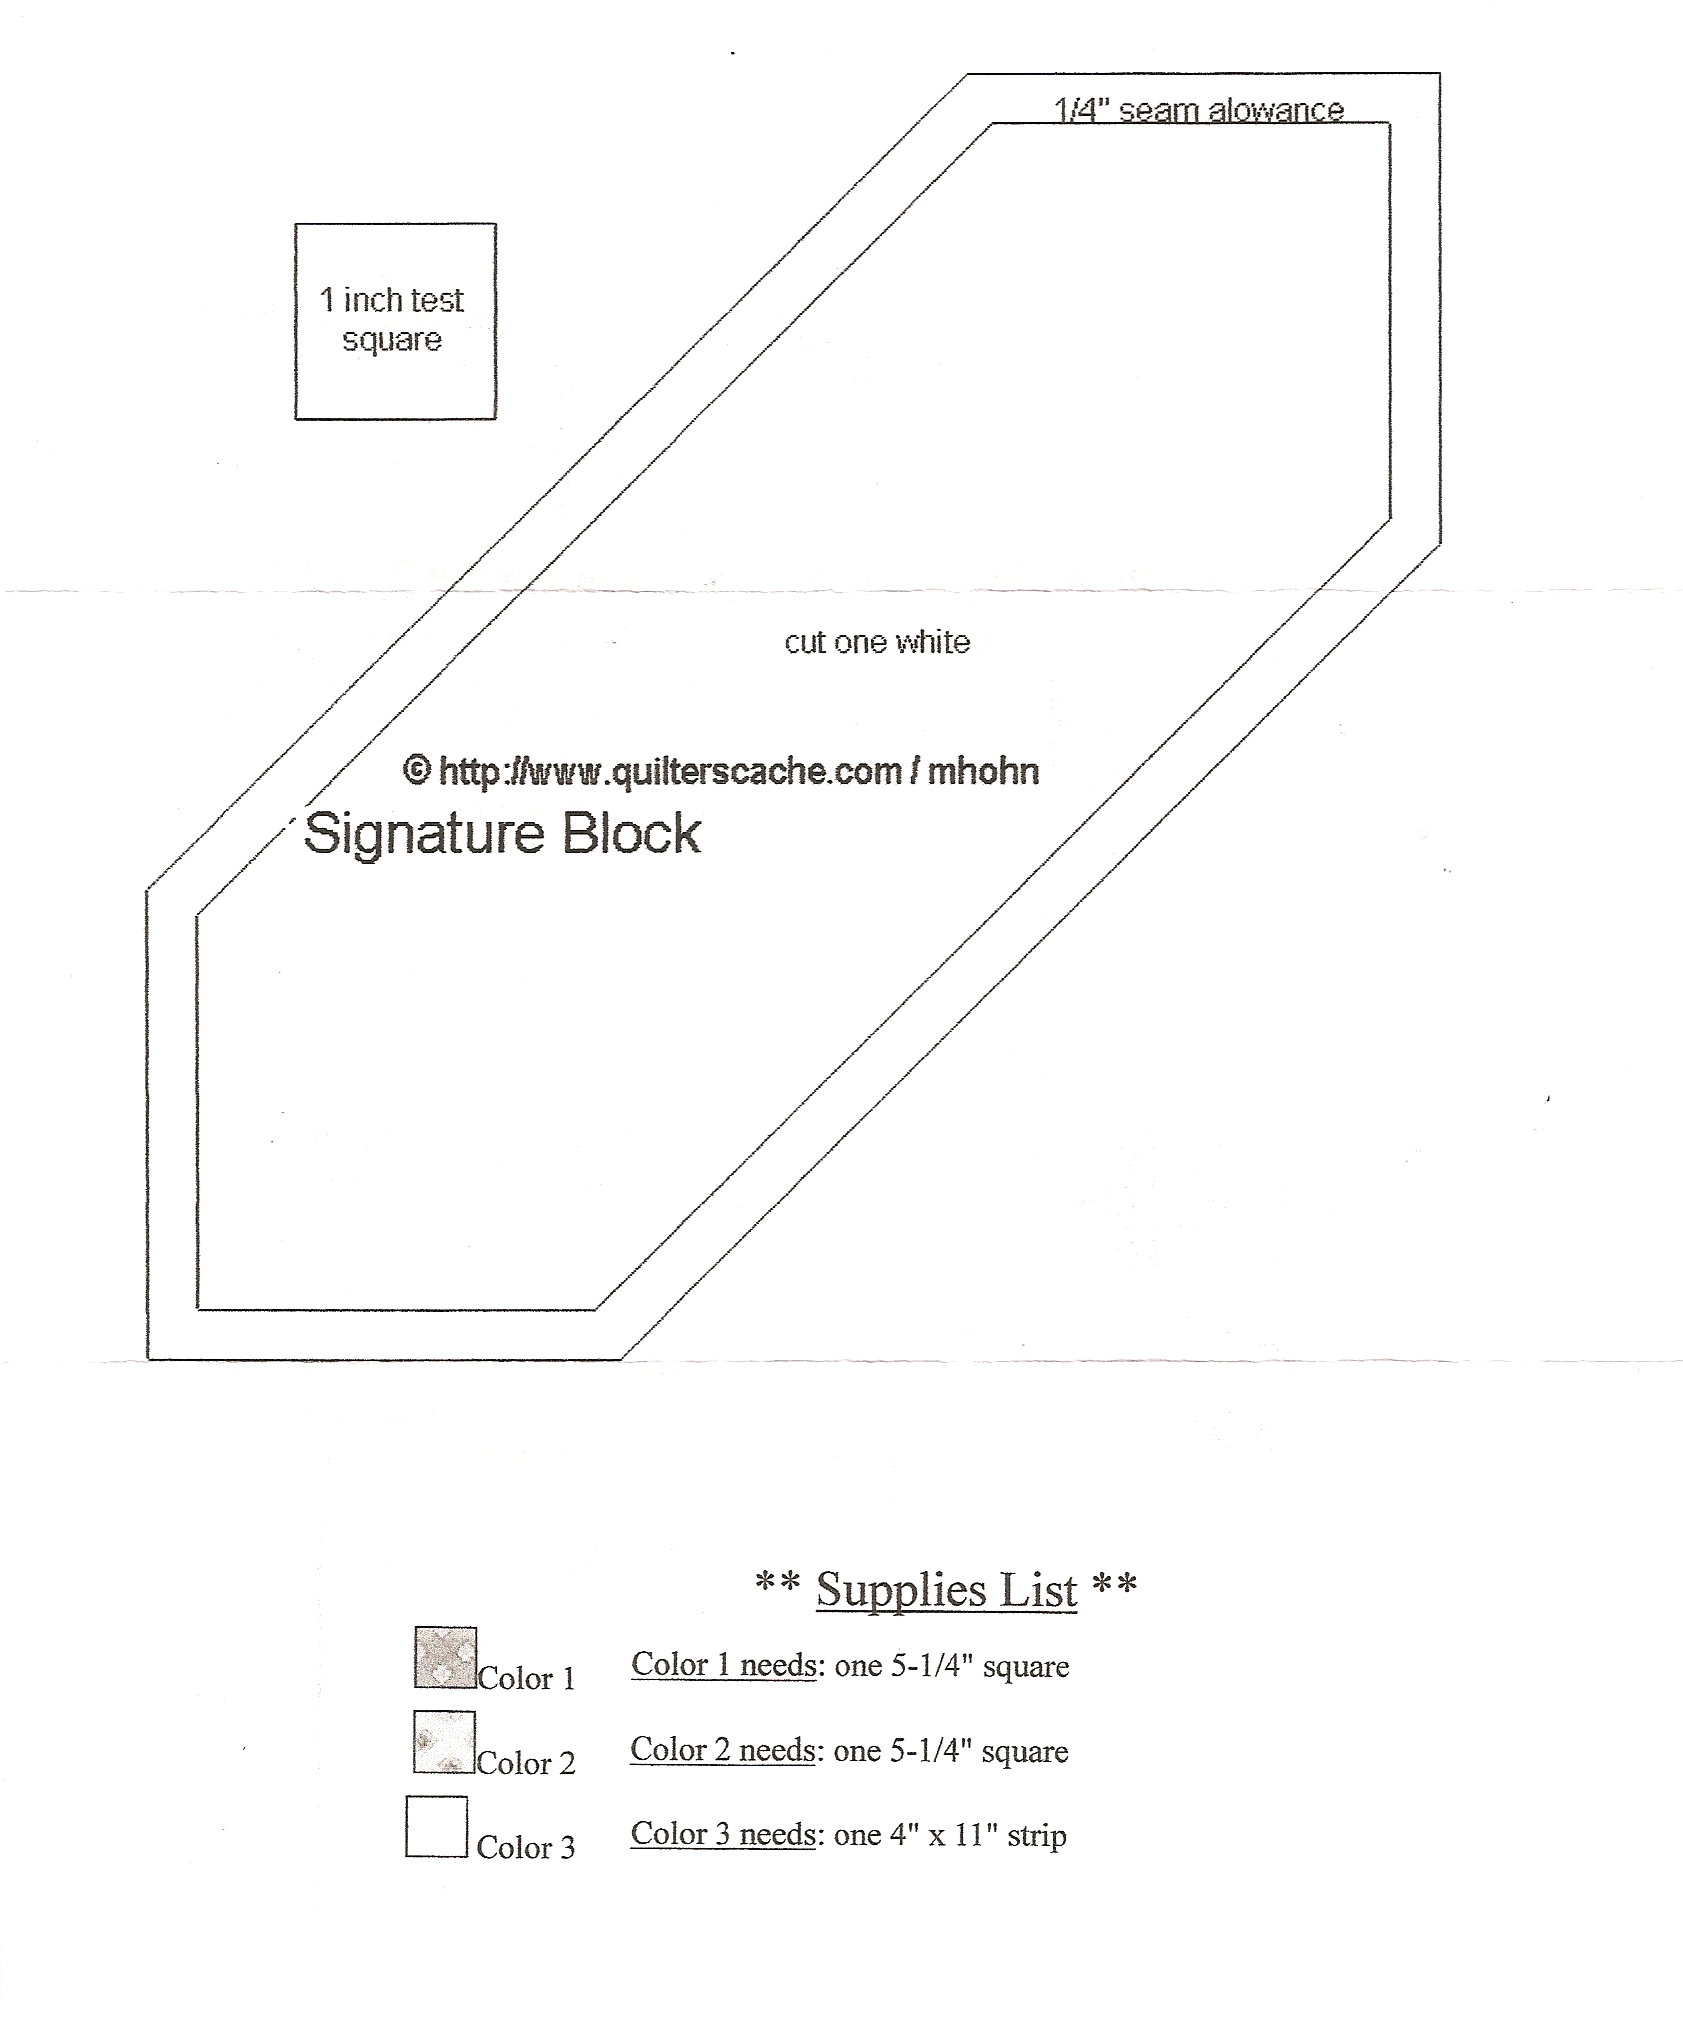 1/4" seam alowance
1 inch test
square
cut one white
© http://www.quilterscache.com / mhohn
Signature Block
** Supplies List **
Color 1 Color 1 needs: one 5-1/4" square
Color 2 Color 2 needs: one 5-1/4" square
Color 3 Color 3 needs: one 4" x 11" strip